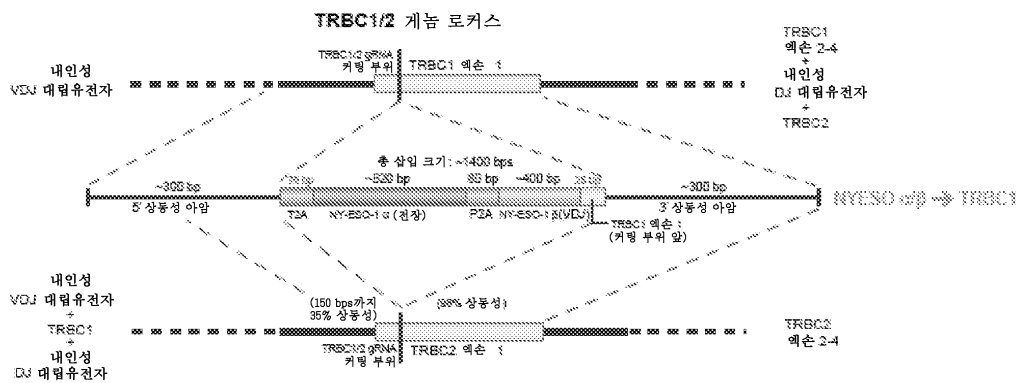 TRBC1/2 게놈 로커스
내인성
VDJ 대립유전자
TRBC1/2 gRNA
커팅 부위
TRBC1 엑손 1
TRBC1
엑손 2-4
+
내인성
DJ 대립유전자
+
TRBC2
총 삽입 크기: ~1400 bps
~300 bp
5' 상동성 아암
~820 bp
~400 bp
T2A
NY-ESO-1 α (전장)
P2A
NY-ESO-1 β(VDJ)
TRBC1 엑손 1
(커팅 부위 앞)
~300 bp
3' 상동성 아암
NYESO α/β → TRBC1
내인성
VDJ 대립유전자
+
TRBC1
+
내인성
DJ 대립유전자
(150 bps까지
35% 상동성)
(98% 상동성)
TRBC1/2 gRNA
커팅 부위
TRBC2 엑손 1
TRBC2
엑손 2-4